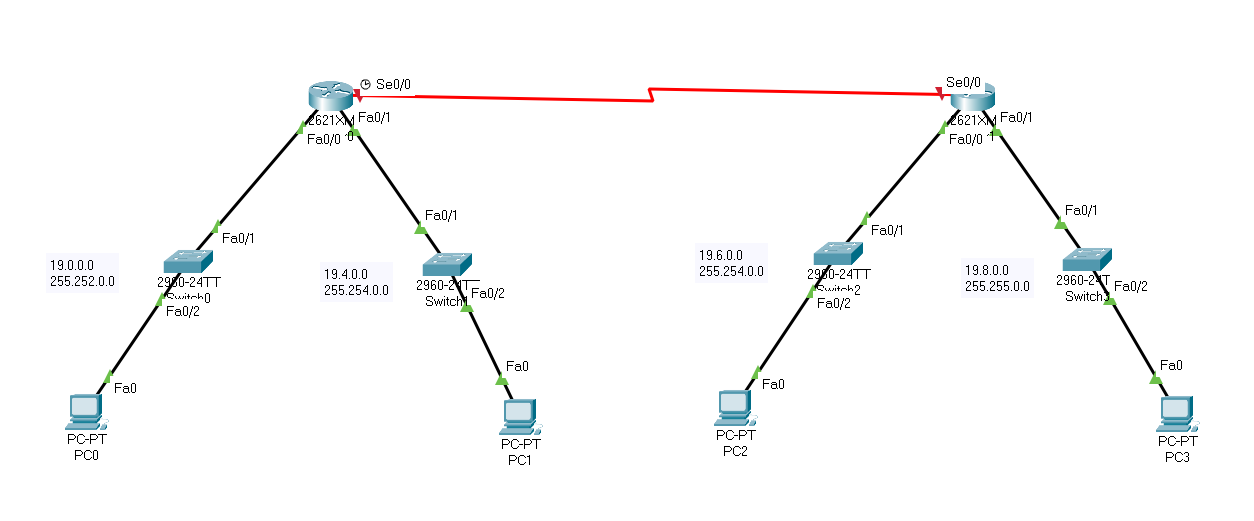 Se0/0
Se0/0
2621XM
Fa0/1
Fa0/0
0
2621XM
Fa0/1
Fa0/0
1
Fa0/1
Fa0/1
Fa0/1
Fa0/1
19.0.0.0
255.252.0.0
2960-24TT
Switch0
Fa0/2
19.4.0.0
255.254.0.0
2960-24T
Switch1
Fa0/2
19.6.0.0
255.254.0.0
2960-24TT
Switch2
Fa0/2
19.8.0.0
255.255.0.0
2960-24T
Switch3
Fa0/2
Fa0
PC-PT
PC0
Fa0
PC-PT
PC1
Fa0
PC-PT
PC2
Fa0
PC-PT
PC3